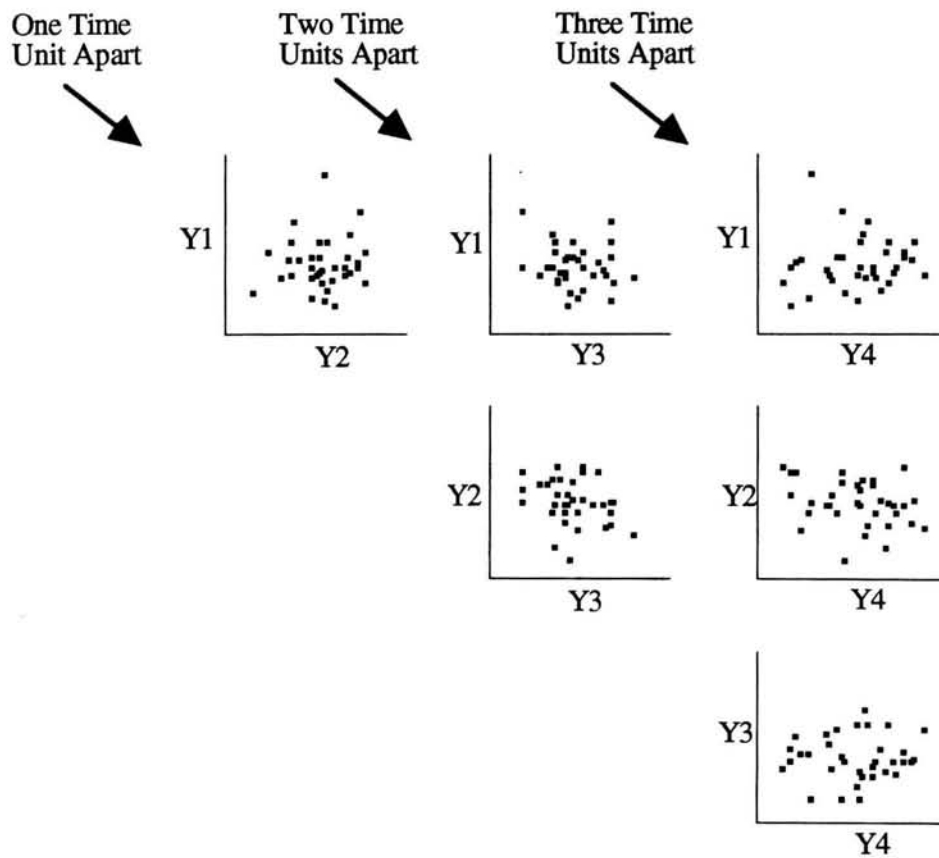 One Time
Unit Apart
Two Time
Units Apart
Three Time
Units Apart
Y1
Y2
Y1
Y3
Y1
Y4
Y2
Y3
Y2
Y4
Y3
Y4